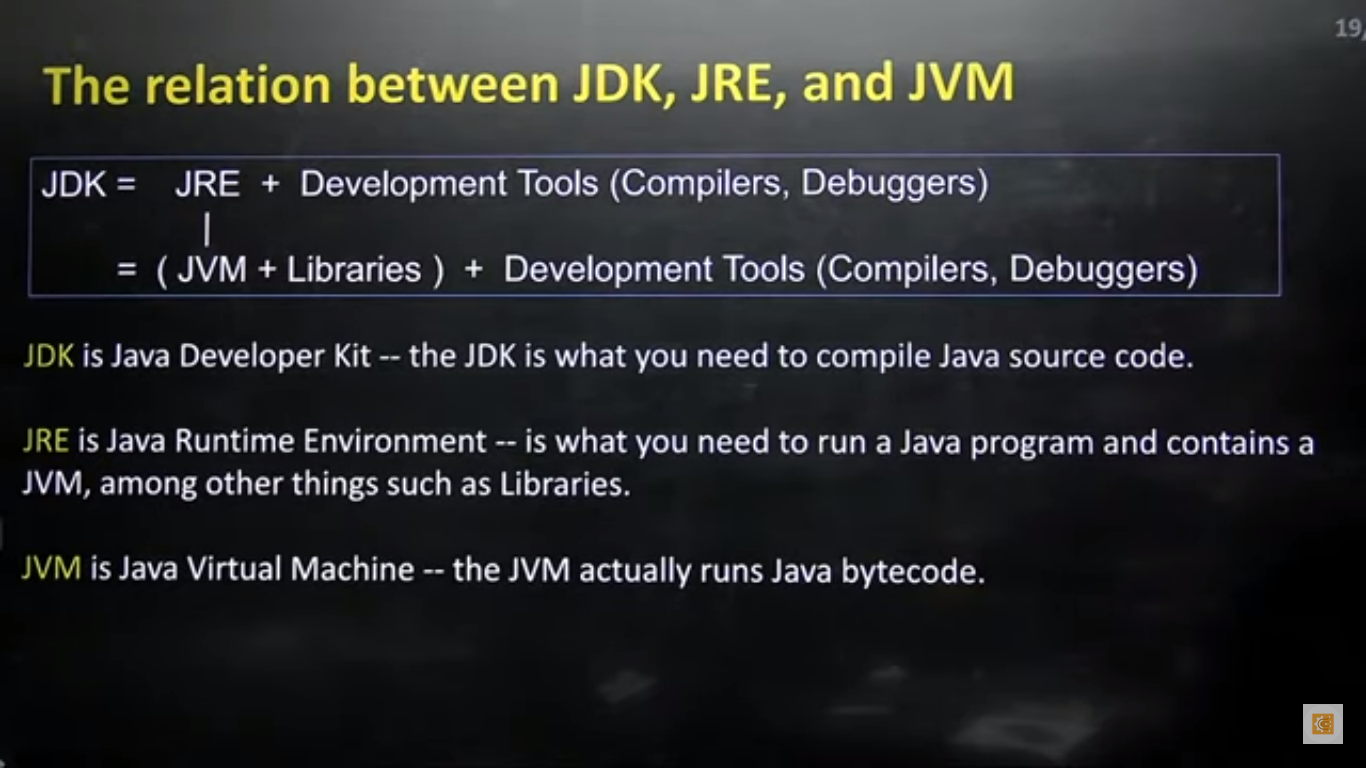 19,
The relation between JDK, JRE, and JVM
JDK = JRE + Development Tools (Compilers, Debuggers)
|
= ( JVM + Libraries ) + Development Tools (Compilers, Debuggers)
JDK is Java Developer Kit -- the JDK is what you need to compile Java source code.
JRE is Java Runtime Environment -- is what you need to run a Java program and contains a
JVM, among other things such as Libraries.
JVM is Java Virtual Machine -- the JVM actually runs Java bytecode.